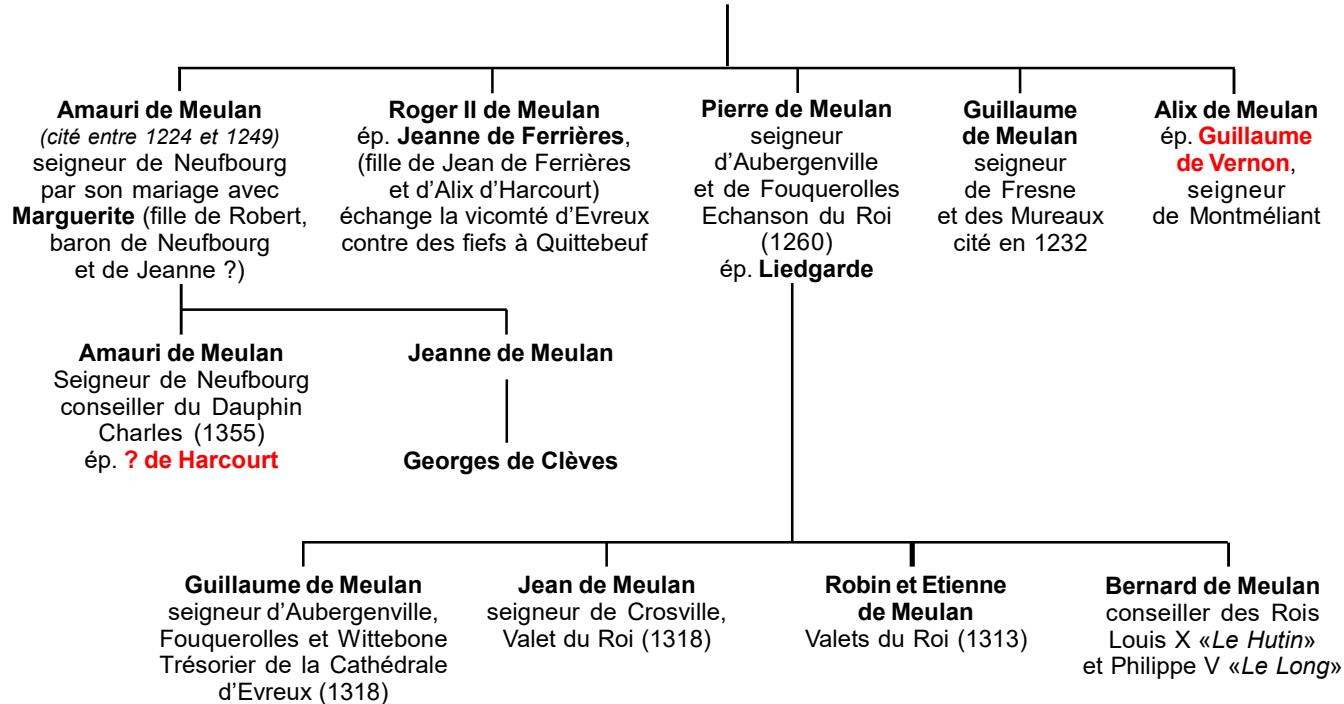 Amauri de Meulan
(cité entre 1224 et 1249)
seigneur de Neufbourg
par son mariage avec
Marguerite (fille de Robert,
baron de Neufbourg
et de Jeanne ?)
Roger II de Meulan
ép. Jeanne de Ferrières,
(fille de Jean de Ferrières
et d'Alix d'Harcourt)
échange la vicomté d'Evreux
contre des fiefs à Quittebeuf
Pierre de Meulan
seigneur
d'Aubergenville
et de Fouquerolles
Echanson du Roi
(1260)
ép. Liedgarde
Guillaume
de Meulan
seigneur
de Fresne
et des Mureaux
cité en 1232
Alix de Meulan
ép. Guillaume
de Vernon,
seigneur
de Montméliant
Amauri de Meulan
Seigneur de Neufbourg
conseiller du Dauphin
Charles (1355)
ép. ? de Harcourt
Jeanne de Meulan
Georges de Clèves
Guillaume de Meulan
seigneur d'Aubergenville,
Fouquerolles et Wittebone
Trésorier de la Cathédrale
d'Evreux (1318)
Jean de Meulan
seigneur de Crosville,
Valet du Roi (1318)
Robin et Etienne
de Meulan
Valets du Roi (1313)
Bernard de Meulan
conseiller des Rois
Louis X «Le Hutin»
et Philippe V «Le Long»